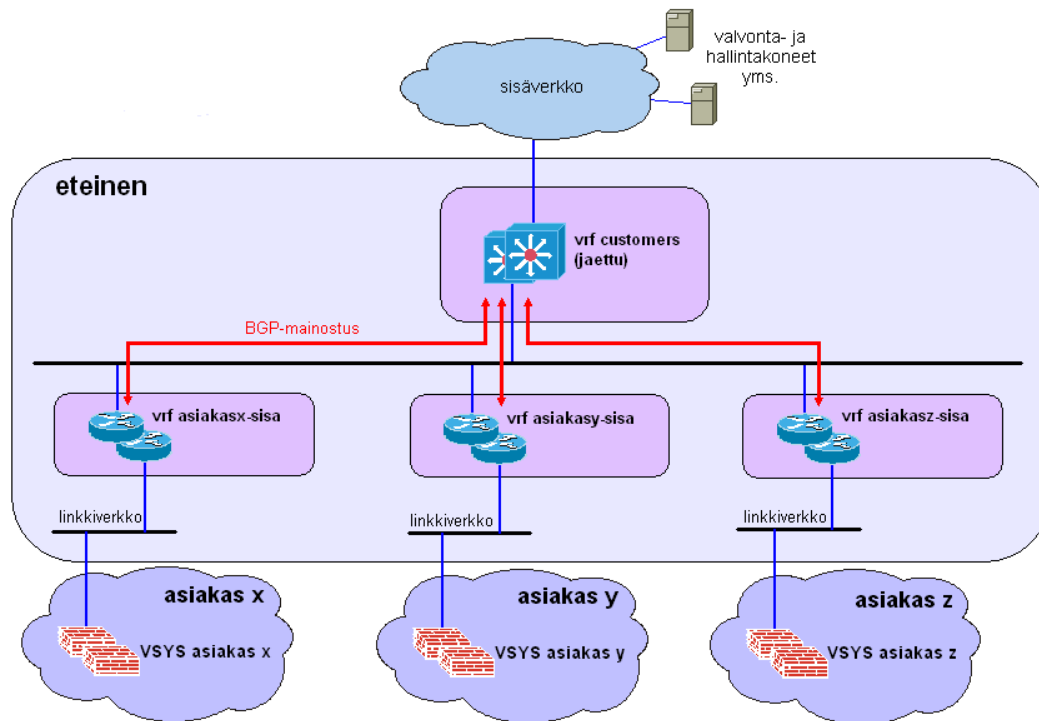 valvonta- ja
hallintakoneet
yms.
sisäverkko
eteinen
vrf customers
(jaettu)
BGP-mainostus
vrf asiakasx-sisa
vrf asiakasy-sisa
vrf asiakasz-sisa
linkkiverkko
linkkiverkko
linkkiverkko
asiakas x
asiakas y
asiakas z
VSYS asiakas x
VSYS asiakas y
VSYS asiakas z